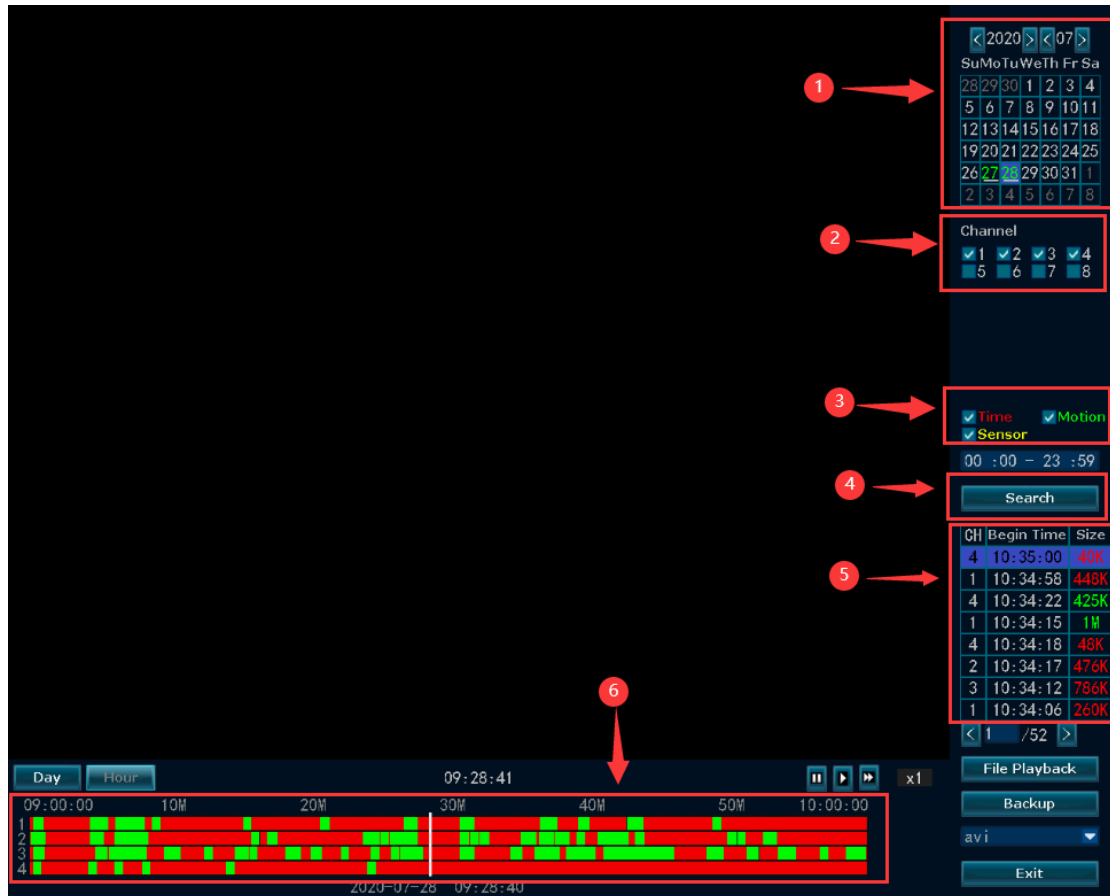 < 2020 > < 07 >
Su Mo Tu We Th Fr Sa
28 29 30 1 2 3 4
5 6 7 8 9 10 11
12 13 14 15 16 17 18
19 20 21 22 23 24 25
26 27 28 29 30 31 1
2 3 4 5 6 7 8
1
Channel
1 2 3 4
5 6 7 8
2
Time Motion
Sensor
3
00 :00 - 23 :59
Search
4
CH Begin Time Size
4 10:35:00 40K
1 10:34:58 448K
4 10:34:22 425K
1 10:34:15 1M
4 10:34:18 48K
2 10:34:17 476K
3 10:34:12 786K
1 10:34:06 260K
5
< 1 /52 >
File Playback
Backup
avi
Exit
6
Day Hour 09:28:41 x1
09:00:00 10M 20M 30M 40M 50M 10:00:00
1
2
3
4
2020-07-28 09:28:40